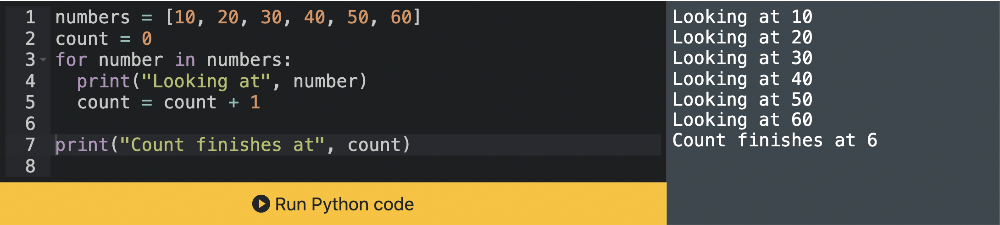 1 numbers = [10, 20, 30, 40, 50, 60]
2 count = 0
3 for number in numbers:
4   print("Looking at", number)
5   count = count + 1
6
7 print("Count finishes at", count)
8
Run Python code
Looking at 10
Looking at 20
Looking at 30
Looking at 40
Looking at 50
Looking at 60
Count finishes at 6